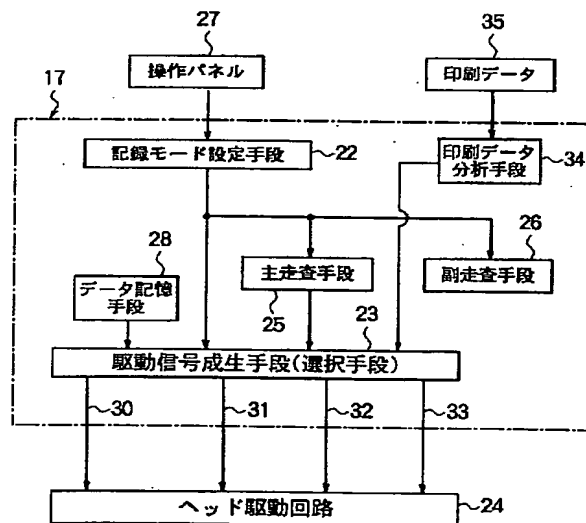 27
操作パネル
35
印刷データ
17
記録モード設定手段
22
印刷データ
分析手段
34
28
データ記憶
手段
主走査手段
25
26
副走査手段
23
駆動信号成生手段(選択手段)
30
31
32
33
ヘッド駆動回路
24